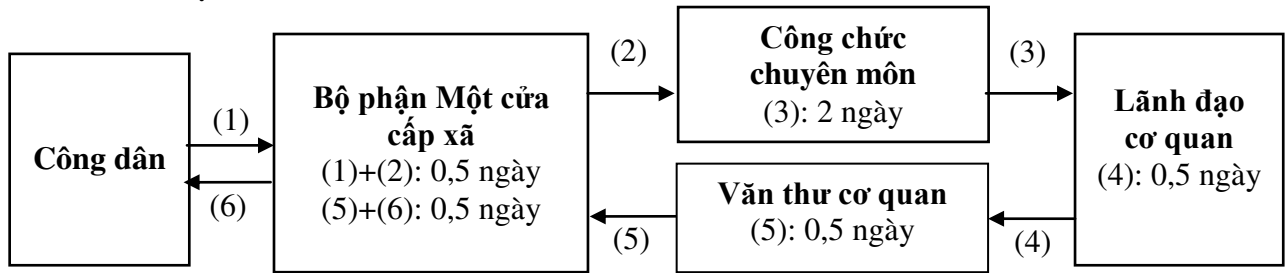 Công dân
(1)
(6)
Bộ phận Một cửa
cấp xã
(1)+(2): 0,5 ngày
(5)+(6): 0,5 ngày
(2)
Công chức
chuyên môn
(3): 2 ngày
(3)
Lãnh đạo
cơ quan
(4): 0,5 ngày
Văn thư cơ quan
(5): 0,5 ngày
(5)
(4)